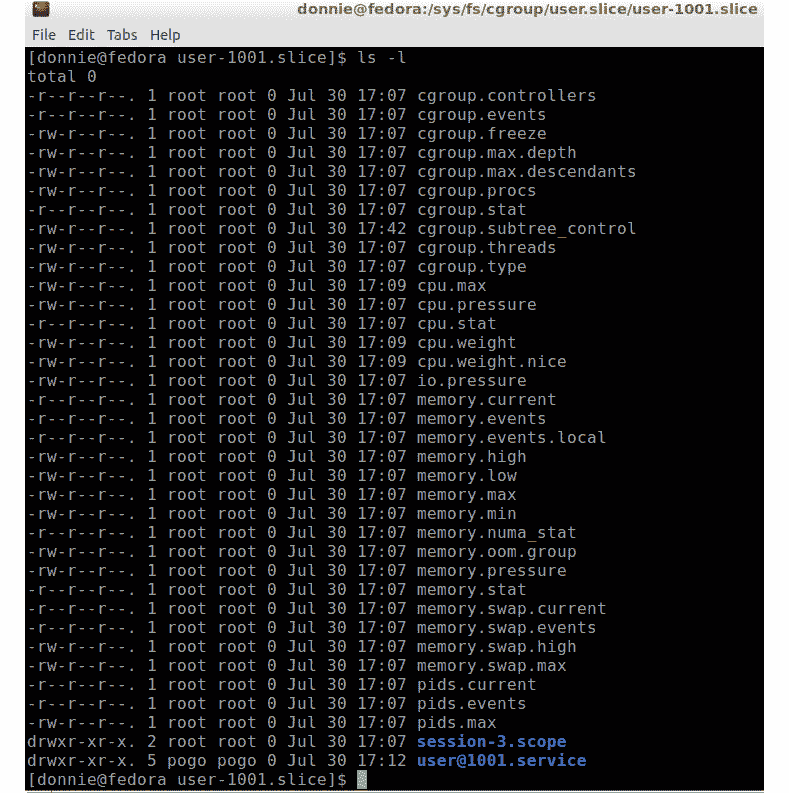 donnie@fedora:/sys/fs/cgroup/user.slice/user-1001.slice
File Edit Tabs Help
[donnie@fedora user-1001.slice]$ ls -l
total 0
-r--r--r--. 1 root root 0 Jul 30 17:07 cgroup.controllers
-r--r--r--. 1 root root 0 Jul 30 17:07 cgroup.events
-rw-r--r--. 1 root root 0 Jul 30 17:07 cgroup.freeze
-rw-r--r--. 1 root root 0 Jul 30 17:07 cgroup.max.depth
-rw-r--r--. 1 root root 0 Jul 30 17:07 cgroup.max.descendants
-rw-r--r--. 1 root root 0 Jul 30 17:07 cgroup.procs
-r--r--r--. 1 root root 0 Jul 30 17:07 cgroup.stat
-rw-r--r--. 1 root root 0 Jul 30 17:42 cgroup.subtree_control
-rw-r--r--. 1 root root 0 Jul 30 17:07 cgroup.threads
-rw-r--r--. 1 root root 0 Jul 30 17:07 cgroup.type
-rw-r--r--. 1 root root 0 Jul 30 17:09 cpu.max
-rw-r--r--. 1 root root 0 Jul 30 17:07 cpu.pressure
-r--r--r--. 1 root root 0 Jul 30 17:07 cpu.stat
-rw-r--r--. 1 root root 0 Jul 30 17:09 cpu.weight
-rw-r--r--. 1 root root 0 Jul 30 17:09 cpu.weight.nice
-rw-r--r--. 1 root root 0 Jul 30 17:07 io.pressure
-r--r--r--. 1 root root 0 Jul 30 17:07 memory.current
-r--r--r--. 1 root root 0 Jul 30 17:07 memory.events
-r--r--r--. 1 root root 0 Jul 30 17:07 memory.events.local
-rw-r--r--. 1 root root 0 Jul 30 17:07 memory.high
-rw-r--r--. 1 root root 0 Jul 30 17:07 memory.low
-rw-r--r--. 1 root root 0 Jul 30 17:07 memory.max
-rw-r--r--. 1 root root 0 Jul 30 17:07 memory.min
-r--r--r--. 1 root root 0 Jul 30 17:07 memory.numa_stat
-rw-r--r--. 1 root root 0 Jul 30 17:07 memory.oom.group
-rw-r--r--. 1 root root 0 Jul 30 17:07 memory.pressure
-r--r--r--. 1 root root 0 Jul 30 17:07 memory.stat
-r--r--r--. 1 root root 0 Jul 30 17:07 memory.swap.current
-r--r--r--. 1 root root 0 Jul 30 17:07 memory.swap.events
-rw-r--r--. 1 root root 0 Jul 30 17:07 memory.swap.high
-rw-r--r--. 1 root root 0 Jul 30 17:07 memory.swap.max
-r--r--r--. 1 root root 0 Jul 30 17:07 pids.current
-r--r--r--. 1 root root 0 Jul 30 17:07 pids.events
-rw-r--r--. 1 root root 0 Jul 30 17:07 pids.max
drwxr-xr-x. 2 root root 0 Jul 30 17:07 session-3.scope
drwxr-xr-x. 5 pogo pogo 0 Jul 30 17:12 user@1001.service
[donnie@fedora user-1001.slice]$